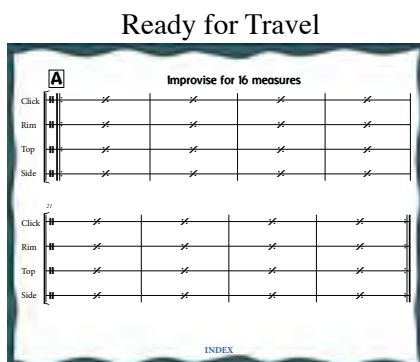 Ready for Travel
A
Improvise for 16 measures
Click
Rim
Top
Side
21
Click
Rim
Top
Side
INDEX